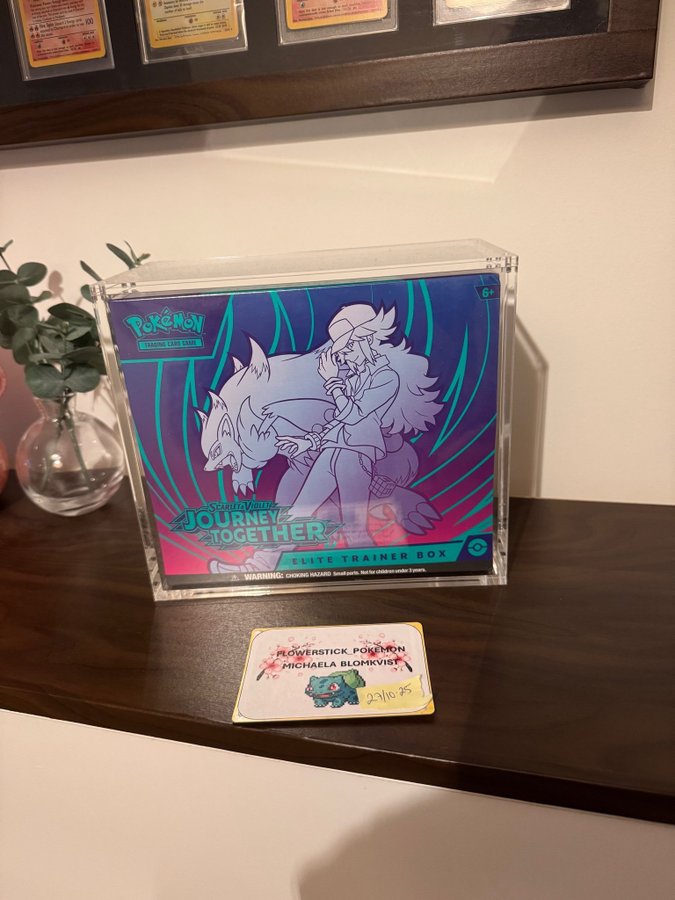 100
Pokémon
TRADING CARD GAME
6+
SCARLET & VIOLET
JOURNEY
TOGETHER
ELITE TRAINER BOX
WARNING: CHOKING HAZARD Small parts. Not for children under 3 years.
FLOWERSTICK_POKEMON
MICHAELA BLOMKVIST
27/10-25